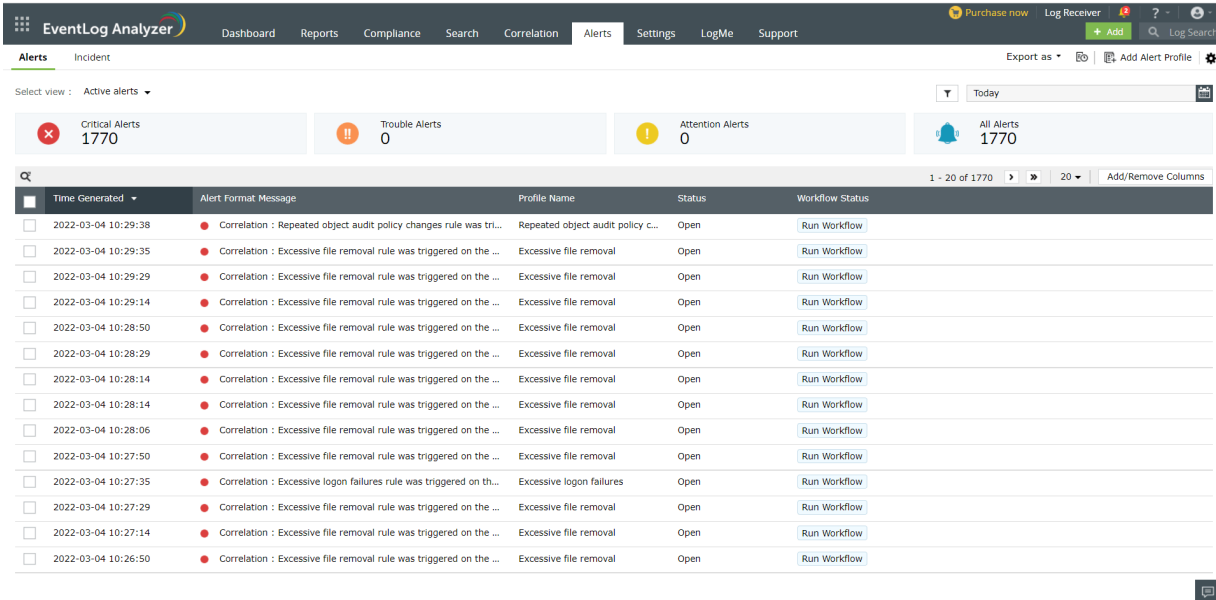 Purchase now Log Receiver 2 ?
EventLog Analyzer Dashboard Reports Compliance Search Correlation Alerts Settings LogMe Support + Add Log Search
Alerts Incident Export as Add Alert Profile
Select view : Active alerts Today
Critical Alerts Trouble Alerts Attention Alerts All Alerts
1770 0 0 1770
1 - 20 of 1770 20 Add/Remove Columns
Time Generated Alert Format Message Profile Name Status Workflow Status
2022-03-04 10:29:38 Correlation : Repeated object audit policy changes rule was tri... Repeated object audit policy c... Open Run Workflow
2022-03-04 10:29:35 Correlation : Excessive file removal rule was triggered on the ... Excessive file removal Open Run Workflow
2022-03-04 10:29:29 Correlation : Excessive file removal rule was triggered on the ... Excessive file removal Open Run Workflow
2022-03-04 10:29:14 Correlation : Excessive file removal rule was triggered on the ... Excessive file removal Open Run Workflow
2022-03-04 10:28:50 Correlation : Excessive file removal rule was triggered on the ... Excessive file removal Open Run Workflow
2022-03-04 10:28:29 Correlation : Excessive file removal rule was triggered on the ... Excessive file removal Open Run Workflow
2022-03-04 10:28:14 Correlation : Excessive file removal rule was triggered on the ... Excessive file removal Open Run Workflow
2022-03-04 10:28:14 Correlation : Excessive file removal rule was triggered on the ... Excessive file removal Open Run Workflow
2022-03-04 10:28:06 Correlation : Excessive file removal rule was triggered on the ... Excessive file removal Open Run Workflow
2022-03-04 10:27:50 Correlation : Excessive file removal rule was triggered on the ... Excessive file removal Open Run Workflow
2022-03-04 10:27:35 Correlation : Excessive logon failures rule was triggered on th... Excessive logon failures Open Run Workflow
2022-03-04 10:27:29 Correlation : Excessive file removal rule was triggered on the ... Excessive file removal Open Run Workflow
2022-03-04 10:27:14 Correlation : Excessive file removal rule was triggered on the ... Excessive file removal Open Run Workflow
2022-03-04 10:26:50 Correlation : Excessive file removal rule was triggered on the ... Excessive file removal Open Run Workflow